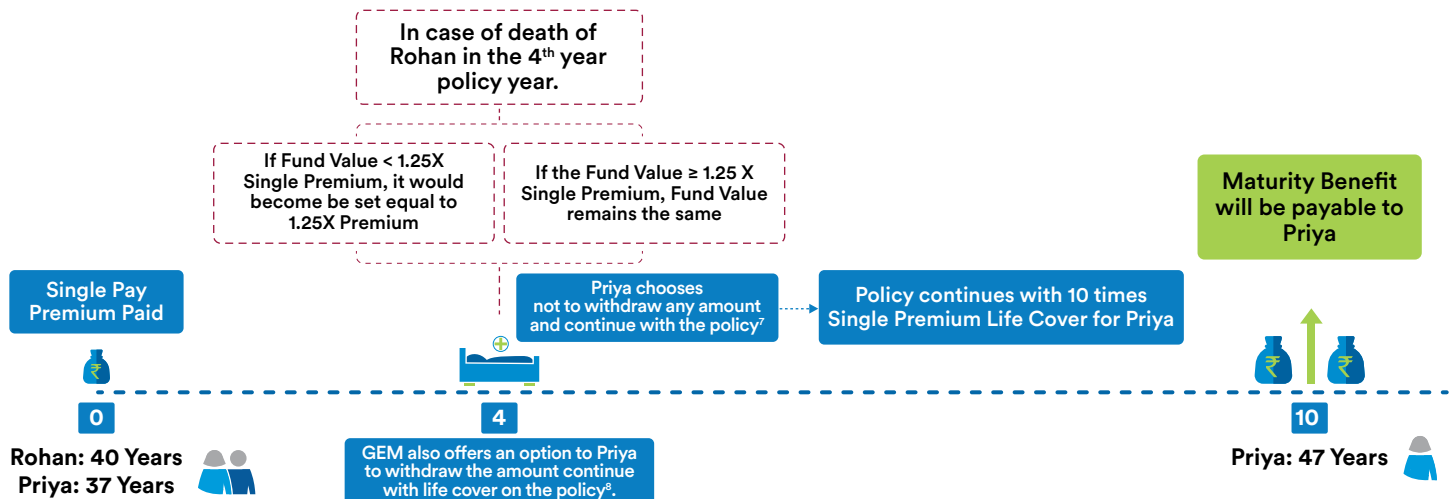 In case of death of
Rohan in the 4th year
policy year.
If Fund Value < 1.25X
Single Premium, it would
become be set equal to
1.25X Premium
If the Fund Value ≥ 1.25 X
Single Premium, Fund Value
remains the same
Maturity Benefit
will be payable to
Priya
Single Pay
Premium Paid
Priya chooses
not to withdraw any amount
and continue with the policy7
Policy continues with 10 times
Single Premium Life Cover for Priya
₹
₹
₹
0
4
10
Rohan: 40 Years
Priya: 37 Years
GEM also offers an option to Priya
to withdraw the amount continue
with life cover on the policy8.
Priya: 47 Years